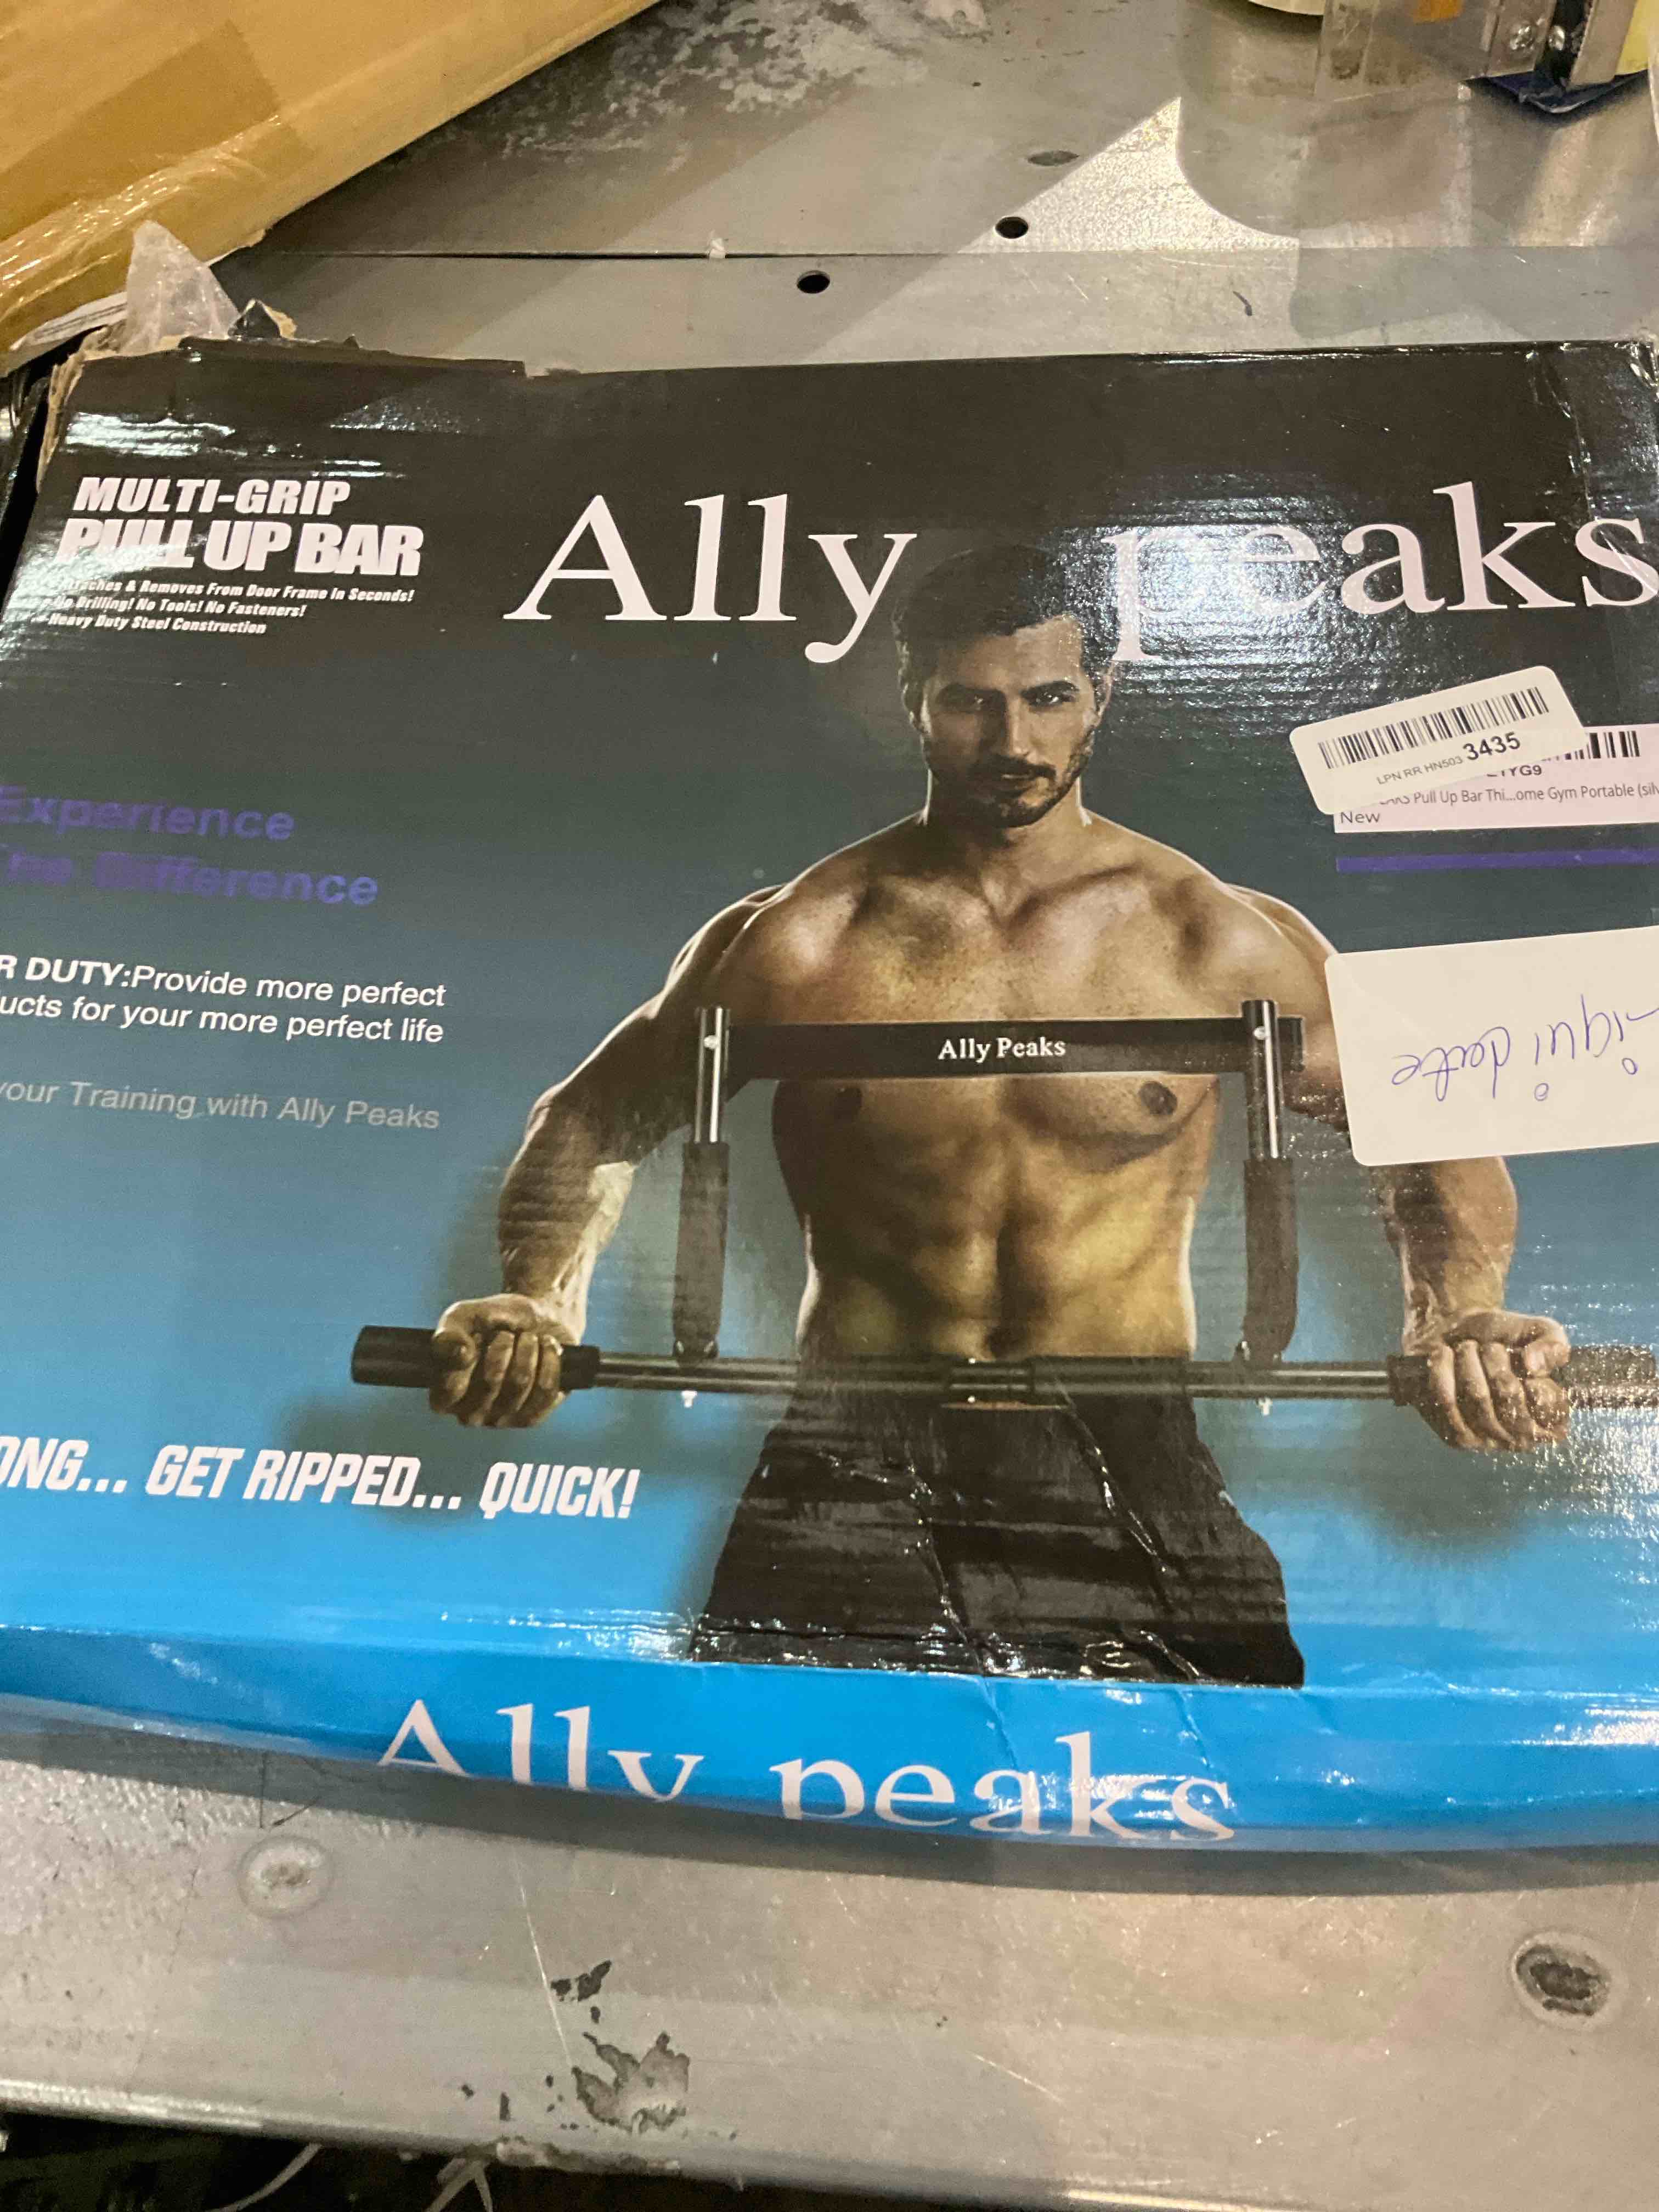 MULTI-GRIP
PULL UP BAR
& Removes From Door Frame In Seconds!
Drilling! No Tools! No Fasteners!
Heavy Duty Steel Construction
Ally peaks
LPN RR HN503 3435
YG9
Pull Up Bar Thi...ome Gym Portable (silv
New
Experience
The Difference
R DUTY:Provide more perfect
ucts for your more perfect life
your Training with Ally Peaks
Ally Peaks
iquidate
ONG... GET RIPPED... QUICK!
Ally peaks